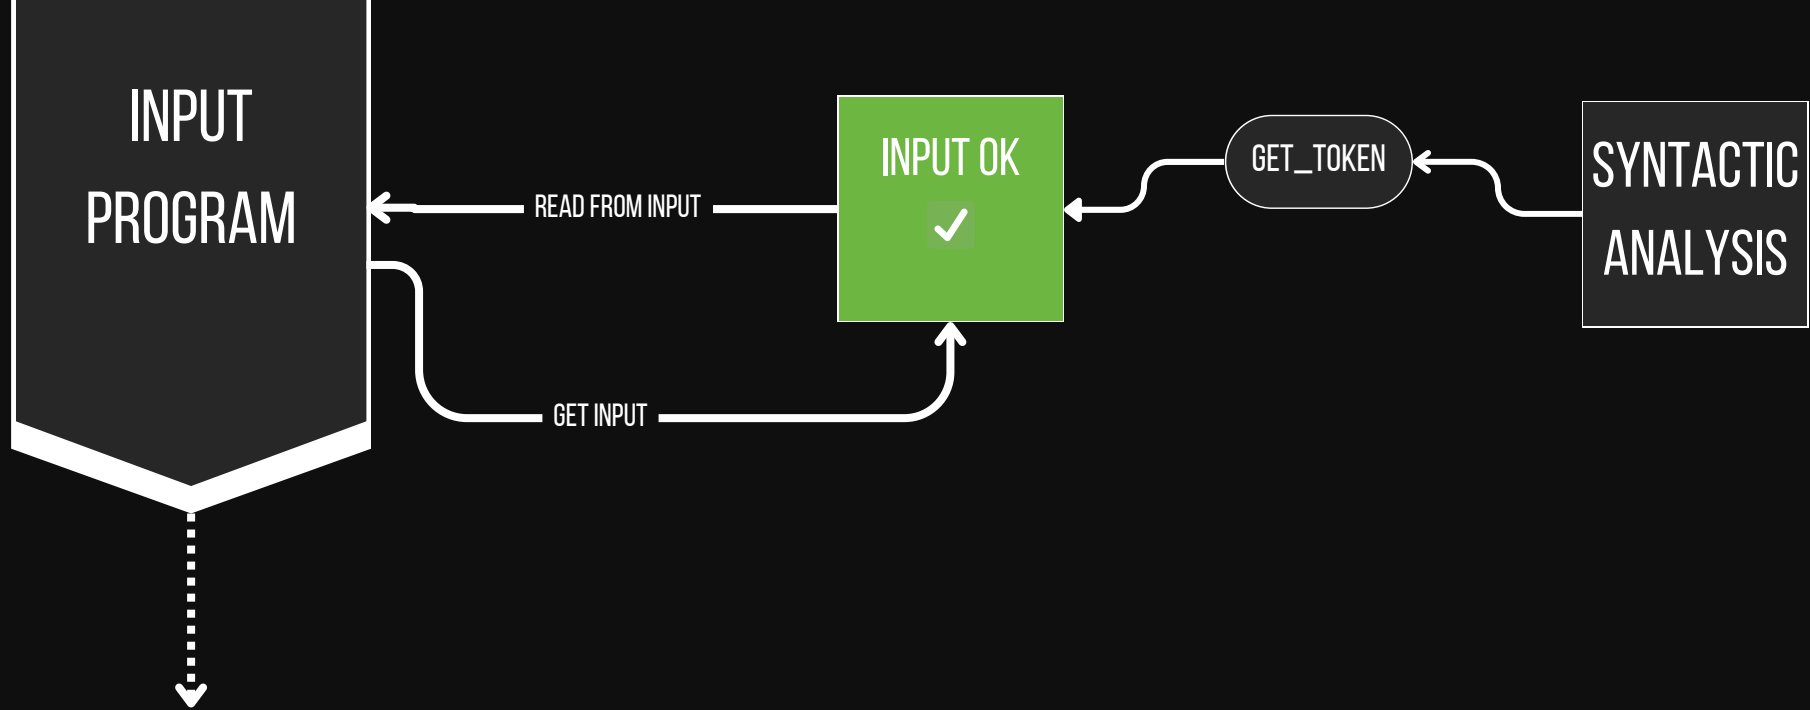 INPUT
PROGRAM
READ FROM INPUT
GET INPUT
INPUT OK
GET_TOKEN
SYNTACTIC
ANALYSIS